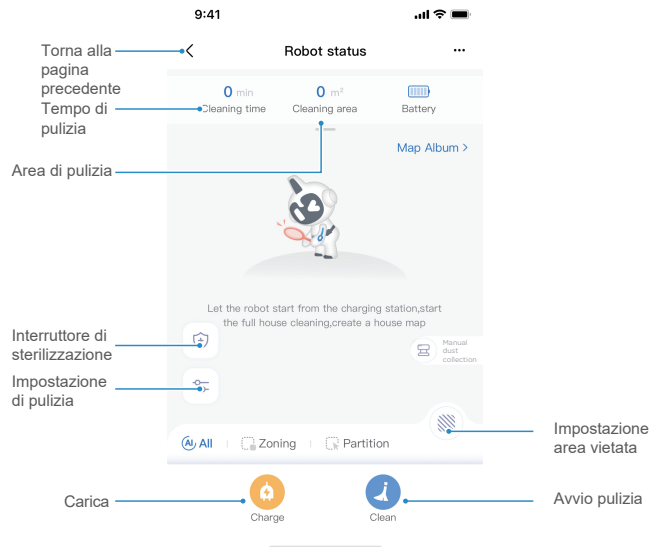 9:41
Torna alla
pagina
precedente
Robot status
Tempo di
pulizia
0 min
0 m²
Cleaning time
Cleaning area
Battery
Map Album >
Area di pulizia
Let the robot start from the charging station,start
the full house cleaning,create a house map
Interruttore di
sterilizzazione
Manual
dust
collection
Impostazione
di pulizia
AI All
Zoning
Partition
Impostazione
area vietata
Carica
Charge
Clean
Avvio pulizia